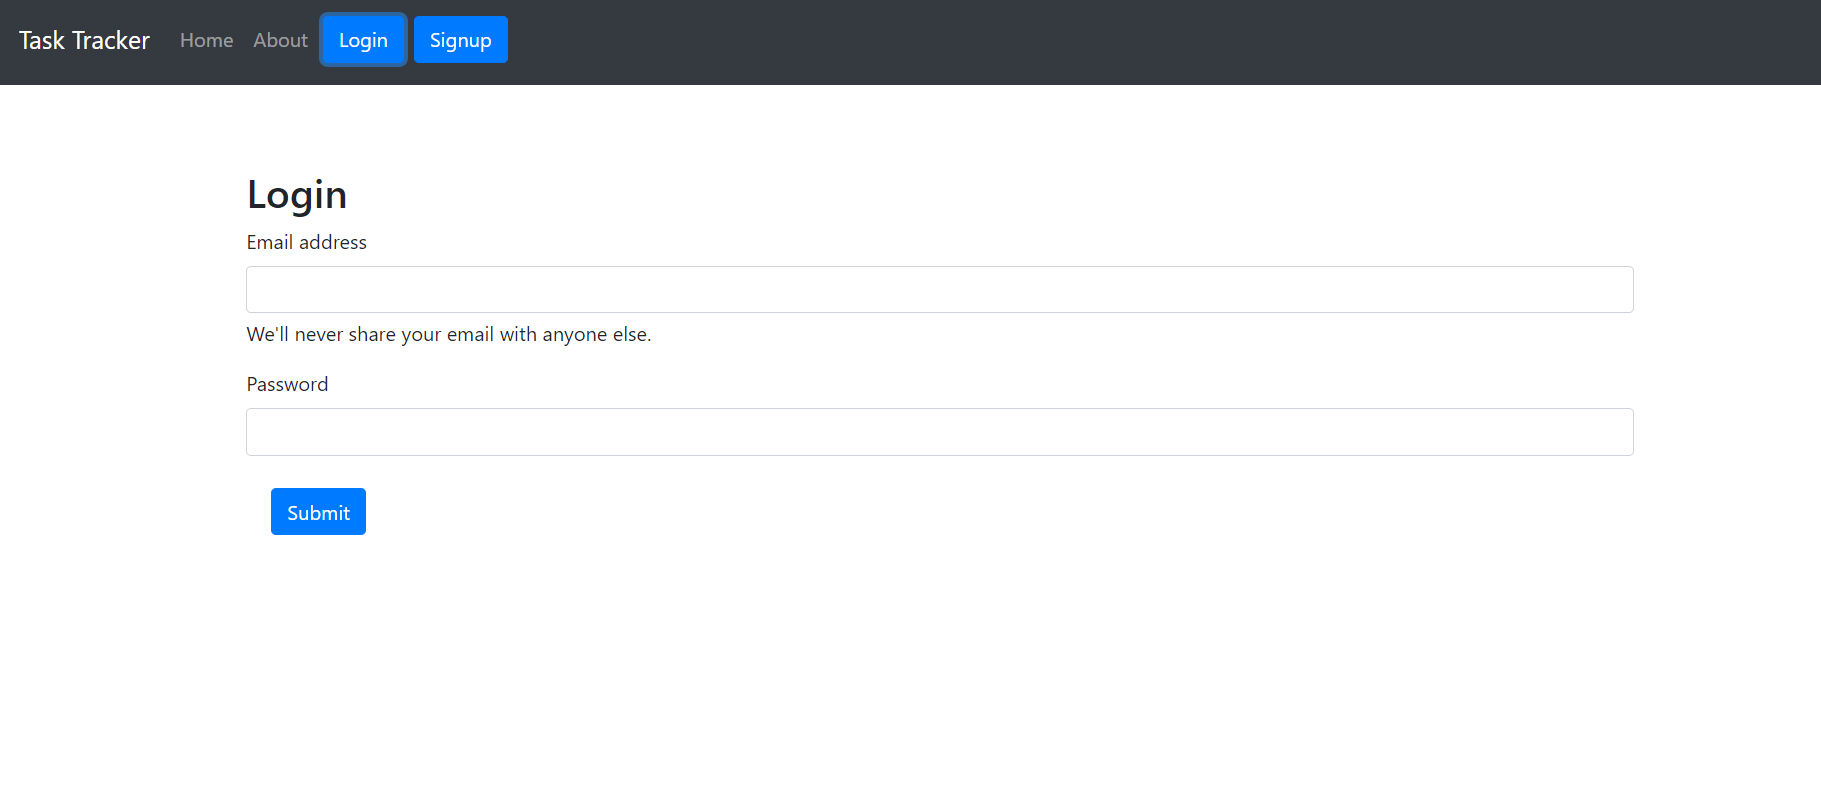 Task Tracker Home About Login Signup
Login
Email address
We'll never share your email with anyone else.
Password
Submit